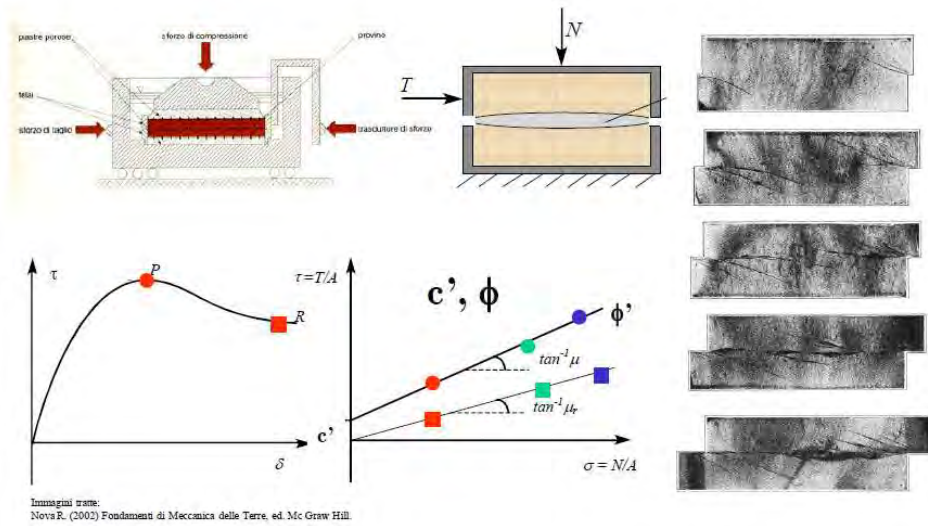 sforzo di compressione
piastre porose
provino
telai
sforzo di taglio
trasduttore di sforzo
N
T
τ
P
R
δ
τ=T/A
c', ϕ
ϕ'
tan⁻¹μ
tan⁻¹μr
c'
σ = N/A
Immagini tratte:
Nova R. (2002) Fondamenti di Meccanica delle Terre, ed. Mc Graw Hill.